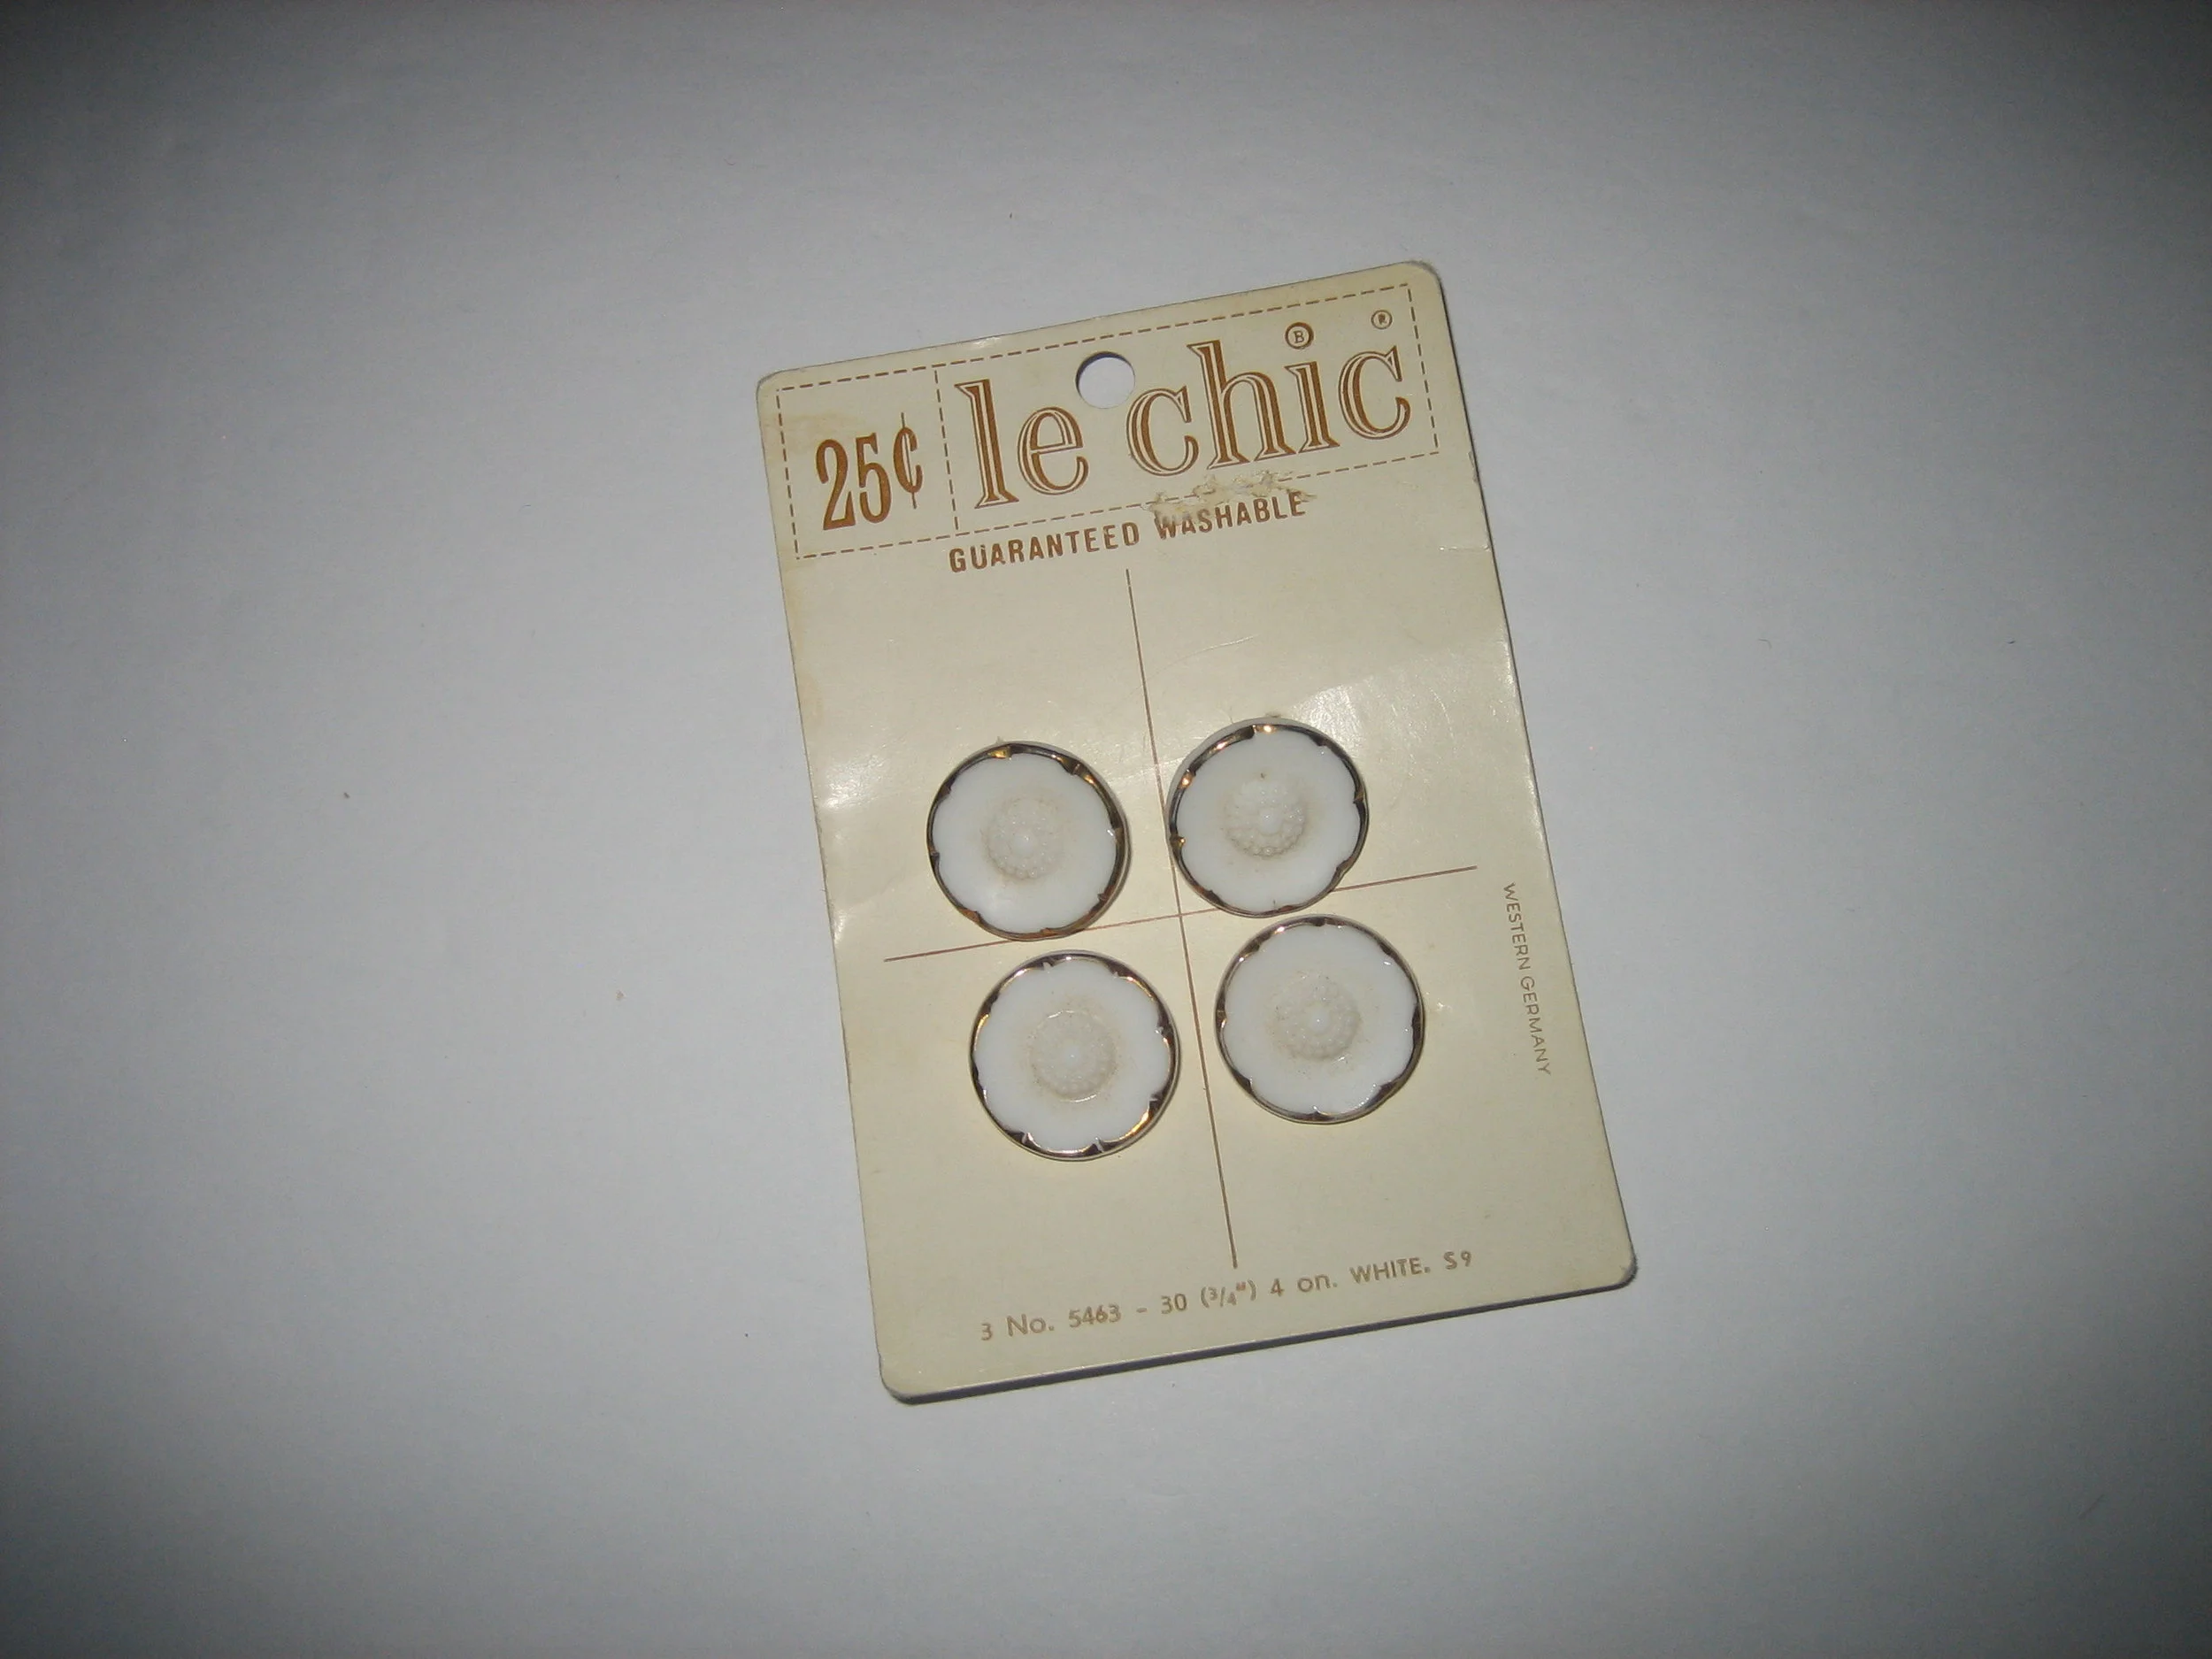 25¢ le chic ®
B
GUARANTEED WASHABLE
WESTERN GERMANY
3 No. 5463 - 30 (3/4") 4 on. WHITE. S9